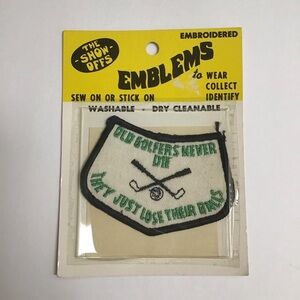 THE
SHOW-
OFFS
EMBROIDERED
EMBLEMS
to WEAR
COLLECT
IDENTIFY
SEW ON OR STICK ON
WASHABLE - DRY CLEANABLE
OLD GOLFERS NEVER
DIE
THEY JUST LOSE THEIR BALLS